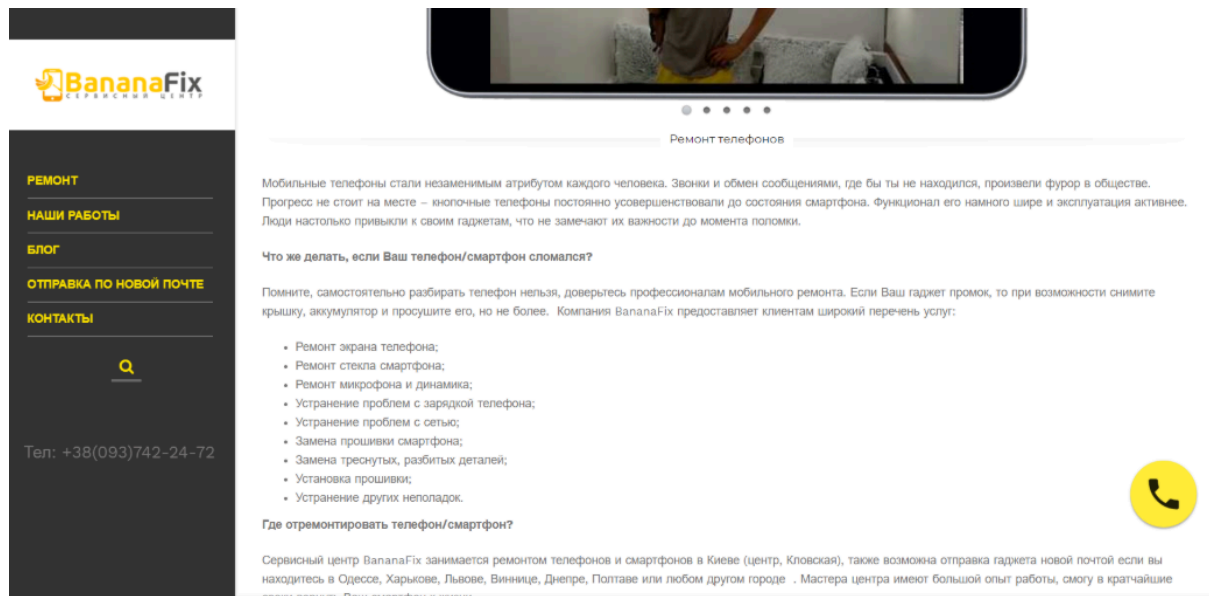 BananaFix
СЕРВИСНЫЙ ЦЕНТР
РЕМОНТ
НАШИ РАБОТЫ
БЛОГ
ОТПРАВКА ПО НОВОЙ ПОЧТЕ
КОНТАКТЫ
Тел: +38(093)742-24-72
Ремонт телефонов
Мобильные телефоны стали незаменимым атрибутом каждого человека. Звонки и обмен сообщениями, где бы ты не находился, произвели фурор в обществе.
Прогресс не стоит на месте – кнопочные телефоны постоянно усовершенствовали до состояния смартфона. Функционал его намного шире и эксплуатация активнее.
Люди настолько привыкли к своим гаджетам, что не замечают их важности до момента поломки.
Что же делать, если Ваш телефон/смартфон сломался?
Помните, самостоятельно разбирать телефон нельзя, доверьтесь профессионалам мобильного ремонта. Если Ваш гаджет промок, то при возможности снимите
крышку, аккумулятор и просушите его, но не более. Компания BananaFix предоставляет клиентам широкий перечень услуг:
• Ремонт экрана телефона;
• Ремонт стекла смартфона;
• Ремонт микрофона и динамика;
• Устранение проблем с зарядкой телефона;
• Устранение проблем с сетью;
• Замена прошивки смартфона;
• Замена треснутых, разбитых деталей;
• Установка прошивки;
• Устранение других неполадок.
Где отремонтировать телефон/смартфон?
Сервисный центр BananaFix занимается ремонтом телефонов и смартфонов в Киеве (центр, Кловская), также возможна отправка гаджета новой почтой если вы
находитесь в Одессе, Харькове, Львове, Виннице, Днепре, Полтаве или любом другом городе . Мастера центра имеют большой опыт работы, смогу в кратчайшие